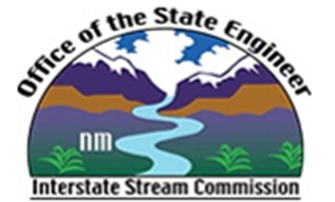 Office of the State Engineer
nm
Interstate Stream Commission